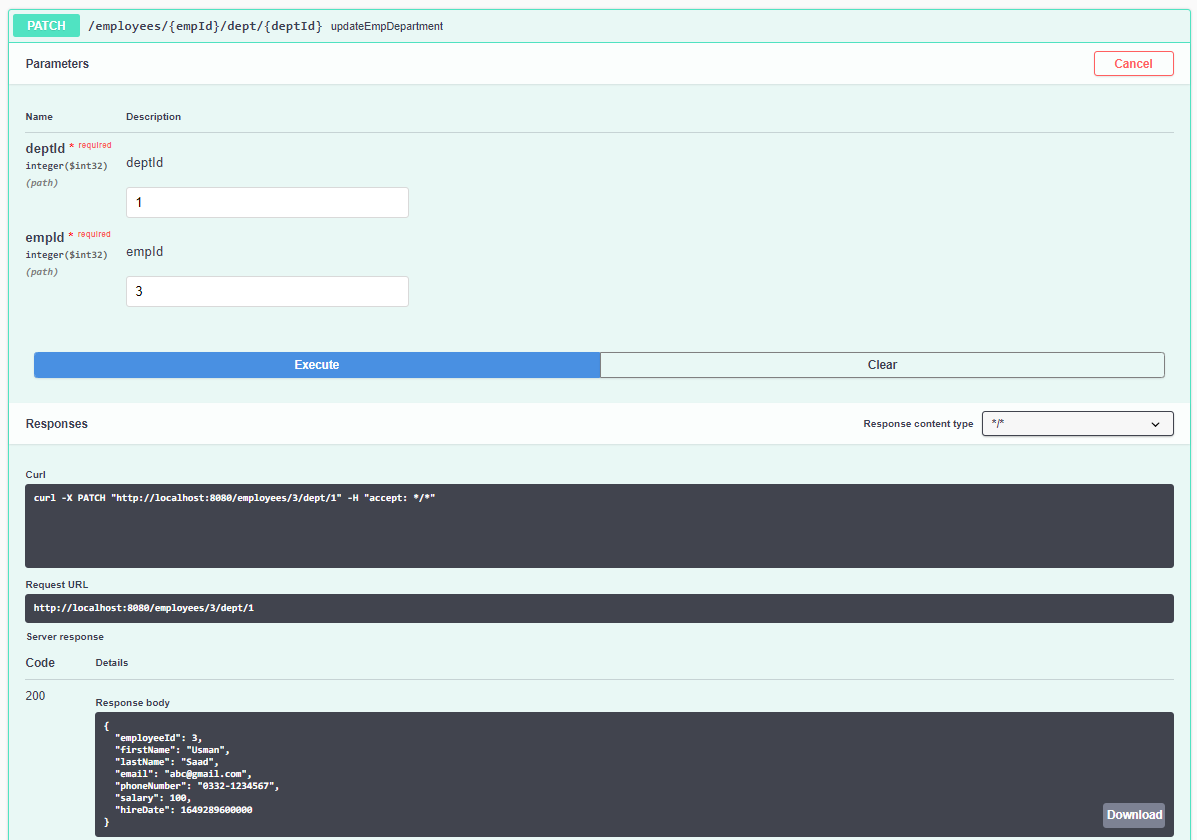 PATCH /employees/{empId}/dept/{deptId} updateEmpDepartment
Parameters Cancel
Name Description
deptId * required
integer($int32)
(path)
deptId
1
empId * required
integer($int32)
(path)
empId
3
Execute Clear
Responses Response content type */*
Curl
curl -X PATCH "http://localhost:8080/employees/3/dept/1" -H "accept: */*"
Request URL
http://localhost:8080/employees/3/dept/1
Server response
Code Details
200
Response body
{
  "employeeId": 3,
  "firstName": "Usman",
  "lastName": "Saad",
  "email": "abc@gmail.com",
  "phoneNumber": "0332-1234567",
  "salary": 100,
  "hireDate": 1649289600000
}
Download